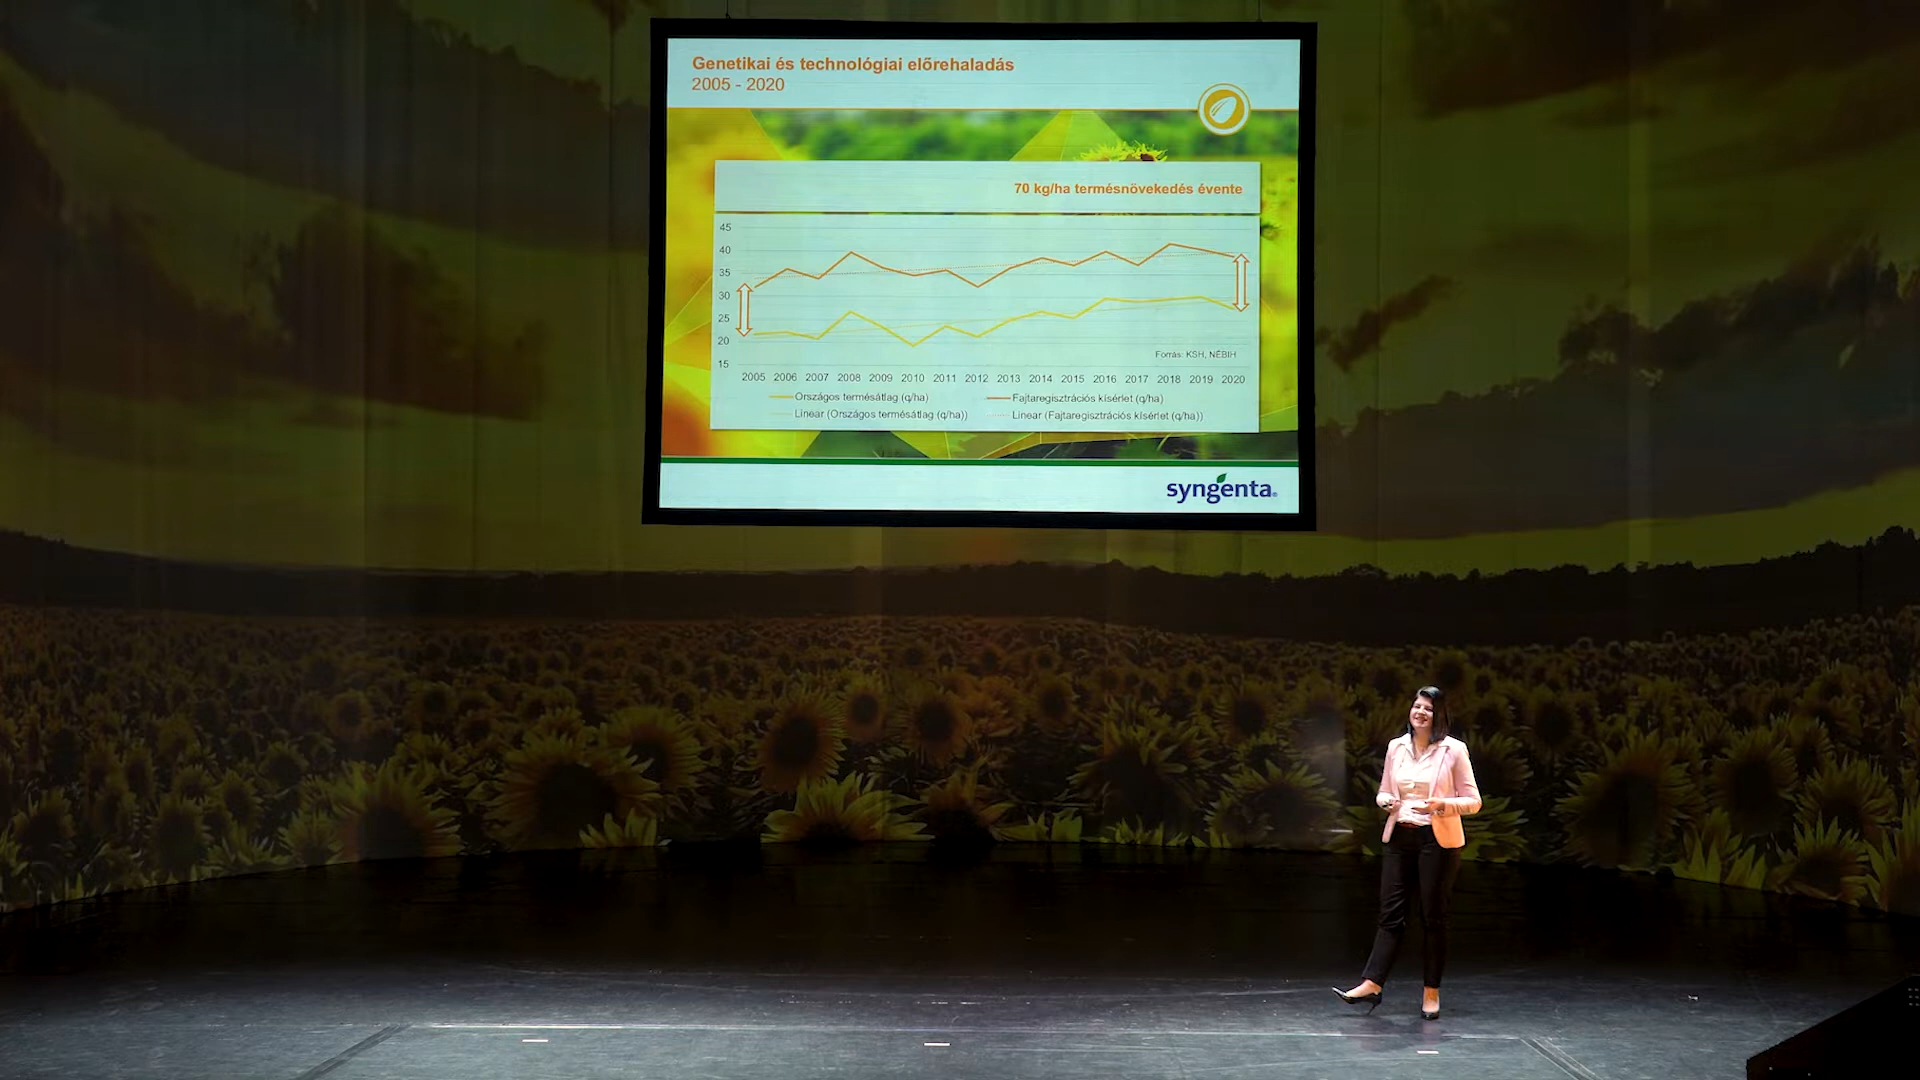 Genetikai és technológiai előrehaladás
2005 - 2020
70 kg/ha termésnövekedés évente
45
40
35
30
25
20
15
Forrás: KSH, NÉBIH
2005 2006 2007 2008 2009 2010 2011 2012 2013 2014 2015 2016 2017 2018 2019 2020
Országos termésátlag (q/ha) Fajtaregisztrációs kísérlet (q/ha)
Linear (Országos termésátlag (q/ha)) Linear (Fajtaregisztrációs kísérlet (q/ha))
syngenta